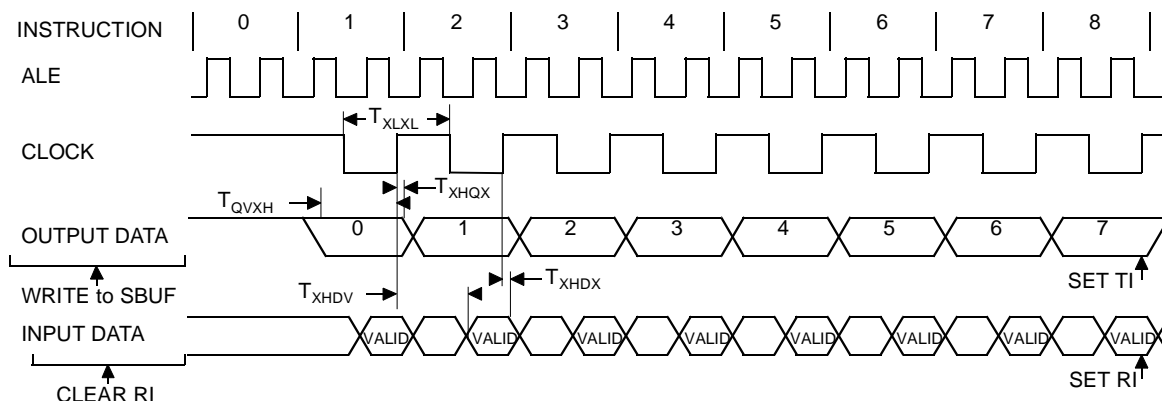 INSTRUCTION 0 1 2 3 4 5 6 7 8
ALE
TXLXL
CLOCK
TXHQX
TQVXH
OUTPUT DATA 0 1 2 3 4 5 6 7
WRITE to SBUF
TXHDV
TXHDX
SET TI
INPUT DATA VALID VALID VALID VALID VALID VALID VALID VALID
CLEAR RI
SET RI